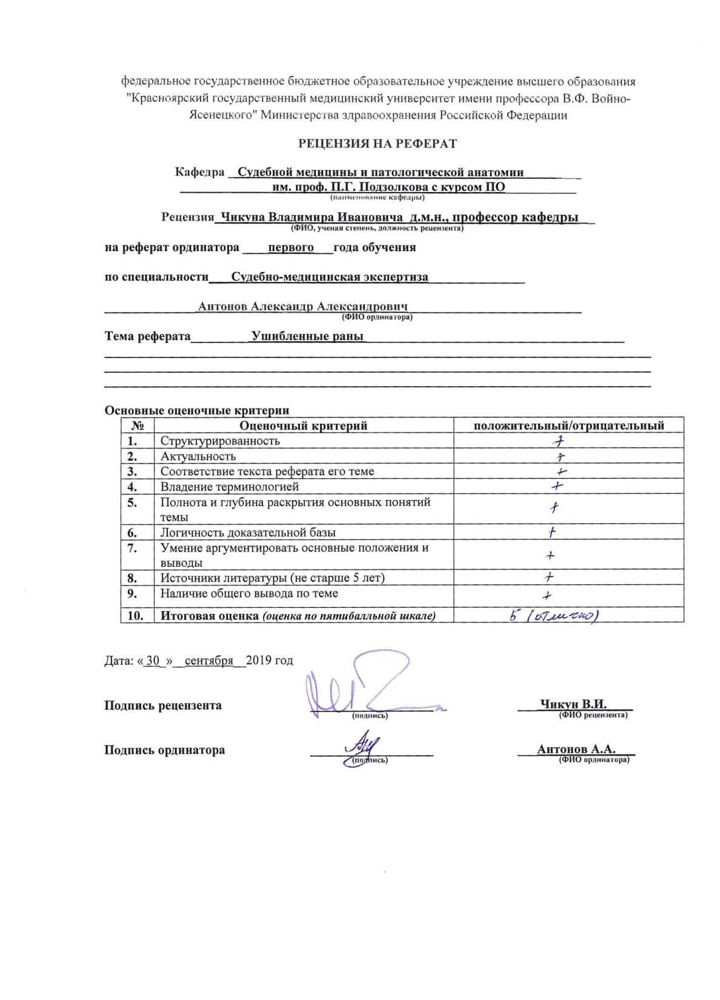 федеральное государственное бюджетное образовательное учреждение высшего образования
"Красноярский государственный медицинский университет имени профессора В.Ф. Войно-
Ясенецкого" Министерства здравоохранения Российской Федерации
РЕЦЕНЗИЯ НА РЕФЕРАТ
Кафедра Судебной медицины и патологической анатомии
им. проф. П.Г. Подзолкова с курсом ПО
(наименование кафедры)
Рецензия Чикуна Владимира Ивановича д.м.н., профессор кафедры
(ФИО, ученая степень, должность рецензента)
на реферат ординатора первого года обучения
по специальности Судебно-медицинская экспертиза
Антонов Александр Александрович
(ФИО ординатора)
Тема реферата Ушибленные раны
Основные оценочные критерии
№ Оценочный критерий положительный/отрицательный
1. Структурированность +
2. Актуальность +
3. Соответствие текста реферата его теме +
4. Владение терминологией +
5. Полнота и глубина раскрытия основных понятий
темы +
6. Логичность доказательной базы +
7. Умение аргументировать основные положения и
выводы +
8. Источники литературы (не старше 5 лет) +
9. Наличие общего вывода по теме +
10. Итоговая оценка (оценка по пятибалльной шкале) 5 (отлично)
Дата: « 30 » сентября 2019 год
Подпись рецензента Чикун В.И.
(подпись) (ФИО рецензента)
Подпись ординатора Антонов А.А.
(подпись) (ФИО ординатора)